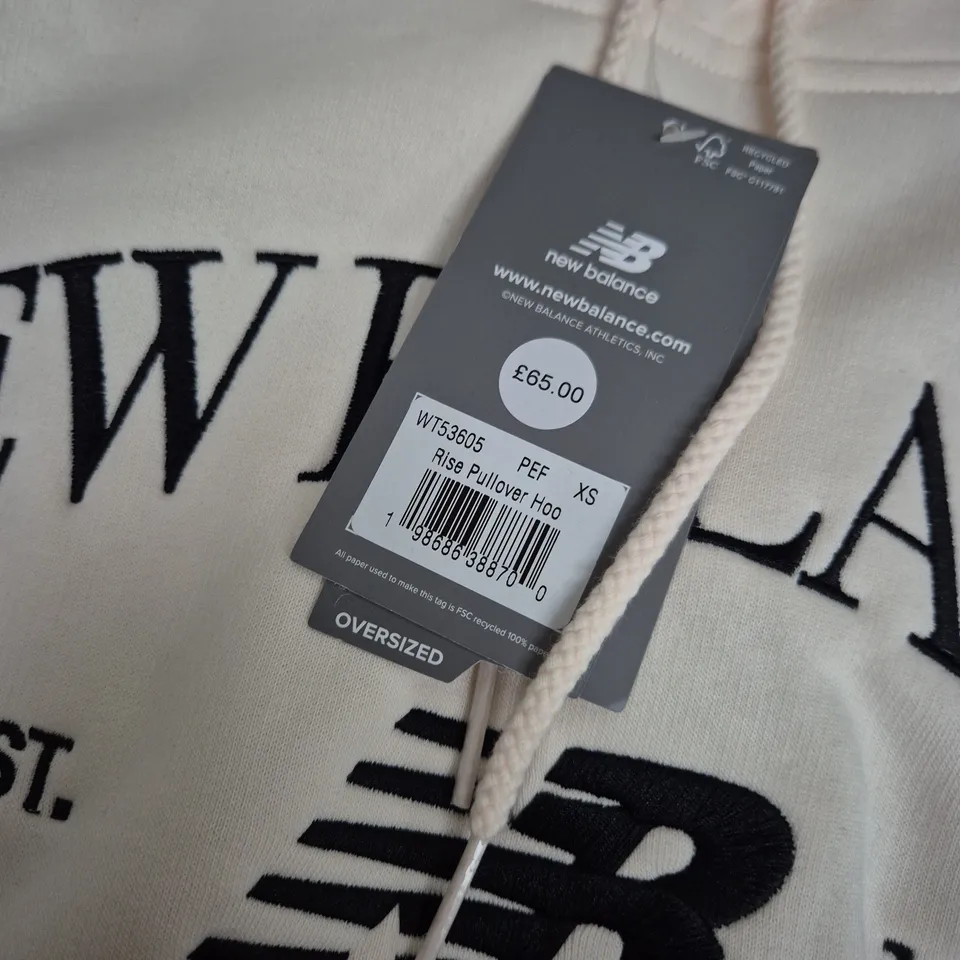 RECYCLED
Paper
FSC
FSC® C117781
NB
new balance
www.newbalance.com
©NEW BALANCE ATHLETICS, INC
£65.00
WT53605 PEF XS
Rise Pullover Hoo
1 98686 38870 0
All paper used to make this tag is FSC recycled 100% pape
OVERSIZED
EW B LA
ST.
B